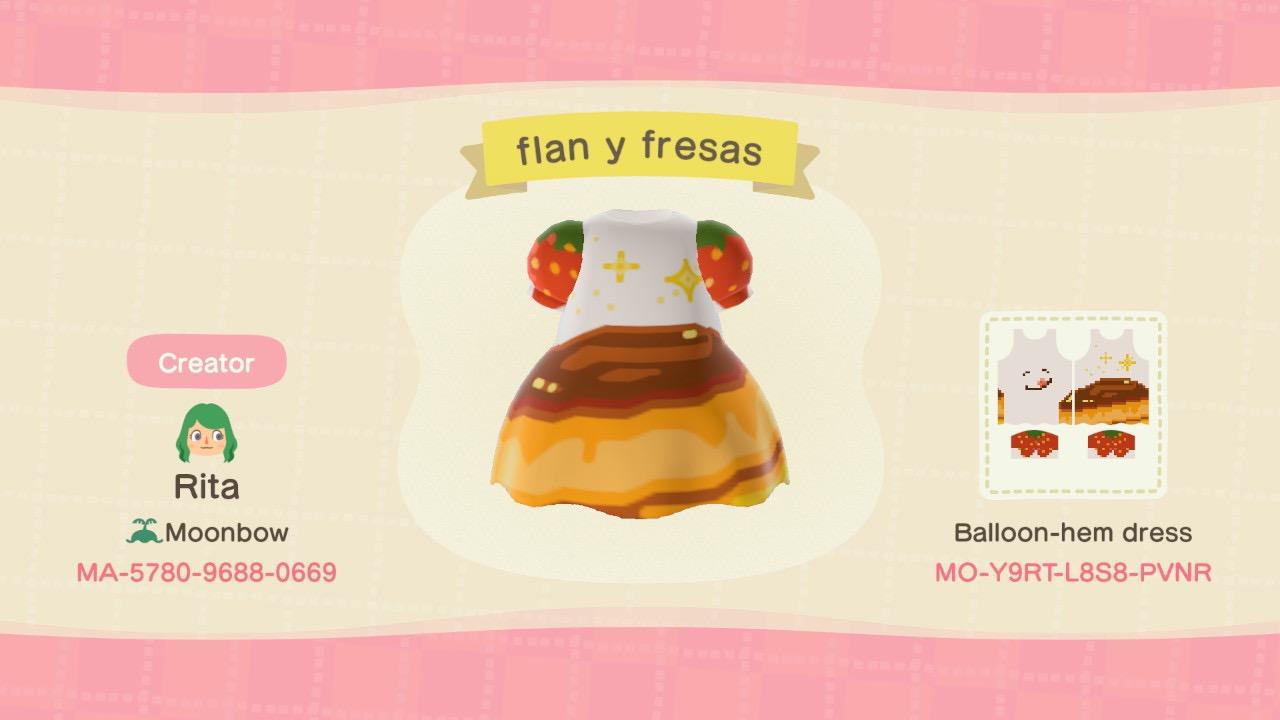 flan y fresas
Creator
Rita
Moonbow
MA-5780-9688-0669
Balloon-hem dress
MO-Y9RT-L8S8-PVNR